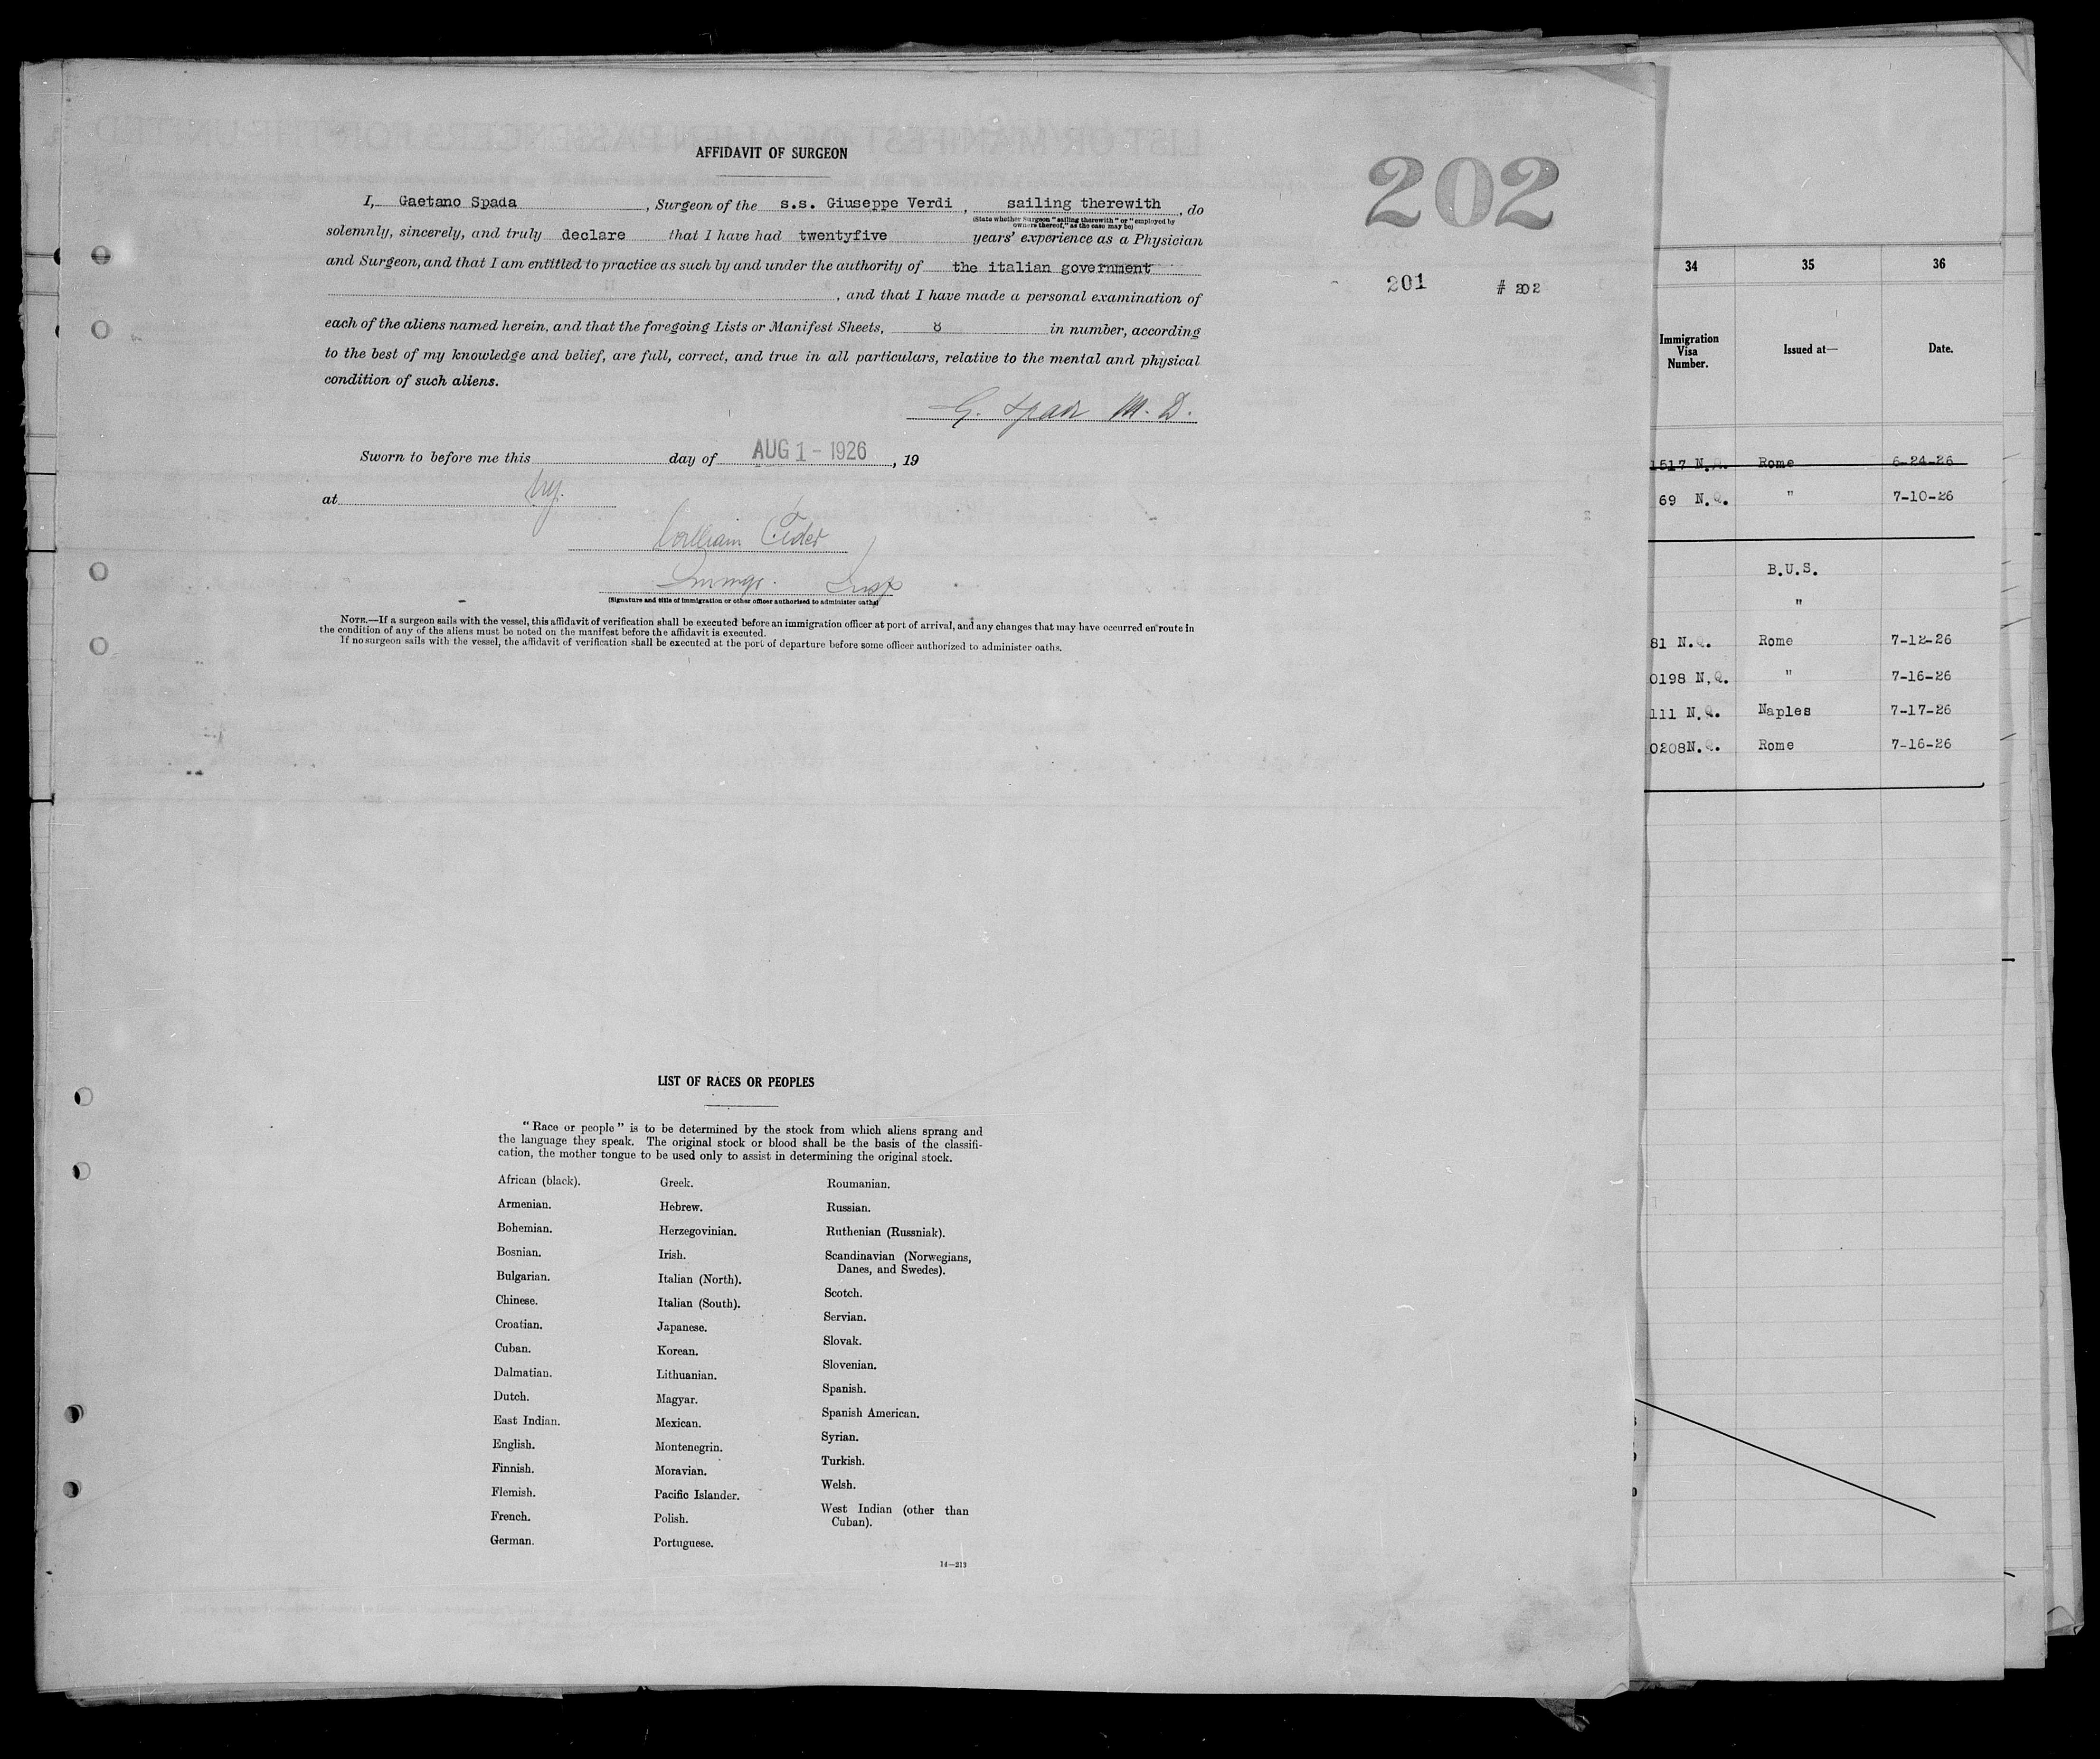 AFFIDAVIT OF SURGEON
202
I, Gaetano Spada, Surgeon of the s.s. Giuseppe Verdi, sailing therewith, do
(State whether Surgeon "sailing therewith" or "employed by
owners thereof," as the case may be)
solemnly, sincerely, and truly declare that I have had twentyfive years' experience as a Physician
and Surgeon, and that I am entitled to practice as such by and under the authority of the italian government
, and that I have made a personal examination of
201 # 202
each of the aliens named herein, and that the foregoing Lists or Manifest Sheets, 8 in number, according
to the best of my knowledge and belief, are full, correct, and true in all particulars, relative to the mental and physical
condition of such aliens.
G. Spada M. D.
Sworn to before me this day of AUG 1 - 1926, 19
at NY.
William
Immgr. Insp
(Signature and title of immigration or other officer authorized to administer oaths)
NOTE.—If a surgeon sails with the vessel, this affidavit of verification shall be executed before an immigration officer at port of arrival, and any changes that may have occurred en route in
the condition of any of the aliens must be noted on the manifest before the affidavit is executed.
If no surgeon sails with the vessel, the affidavit of verification shall be executed at the port of departure before some officer authorized to administer oaths.
LIST OF RACES OR PEOPLES
"Race or people" is to be determined by the stock from which aliens sprang and
the language they speak. The original stock or blood shall be the basis of the classifi-
cation, the mother tongue to be used only to assist in determining the original stock.
African (black).
Armenian.
Bohemian.
Bosnian.
Bulgarian.
Chinese.
Croatian.
Cuban.
Dalmatian.
Dutch.
East Indian.
English.
Finnish.
Flemish.
French.
German.
Greek.
Hebrew.
Herzegovinian.
Irish.
Italian (North).
Italian (South).
Japanese.
Korean.
Lithuanian.
Magyar.
Mexican.
Montenegrin.
Moravian.
Pacific Islander.
Polish.
Portuguese.
Roumanian.
Russian.
Ruthenian (Russniak).
Scandinavian (Norwegians,
Danes, and Swedes).
Scotch.
Servian.
Slovak.
Slovenian.
Spanish.
Spanish American.
Syrian.
Turkish.
Welsh.
West Indian (other than
Cuban).
14—213
34 35 36
Immigration
Visa
Number.
Issued at—
Date.
1517 N.Q. Rome 6-24-26
69 N.Q. " 7-10-26
B.U.S.
"
81 N.Q. Rome 7-12-26
0198 N.Q. " 7-16-26
111 N.Q. Naples 7-17-26
0208N.Q. Rome 7-16-26